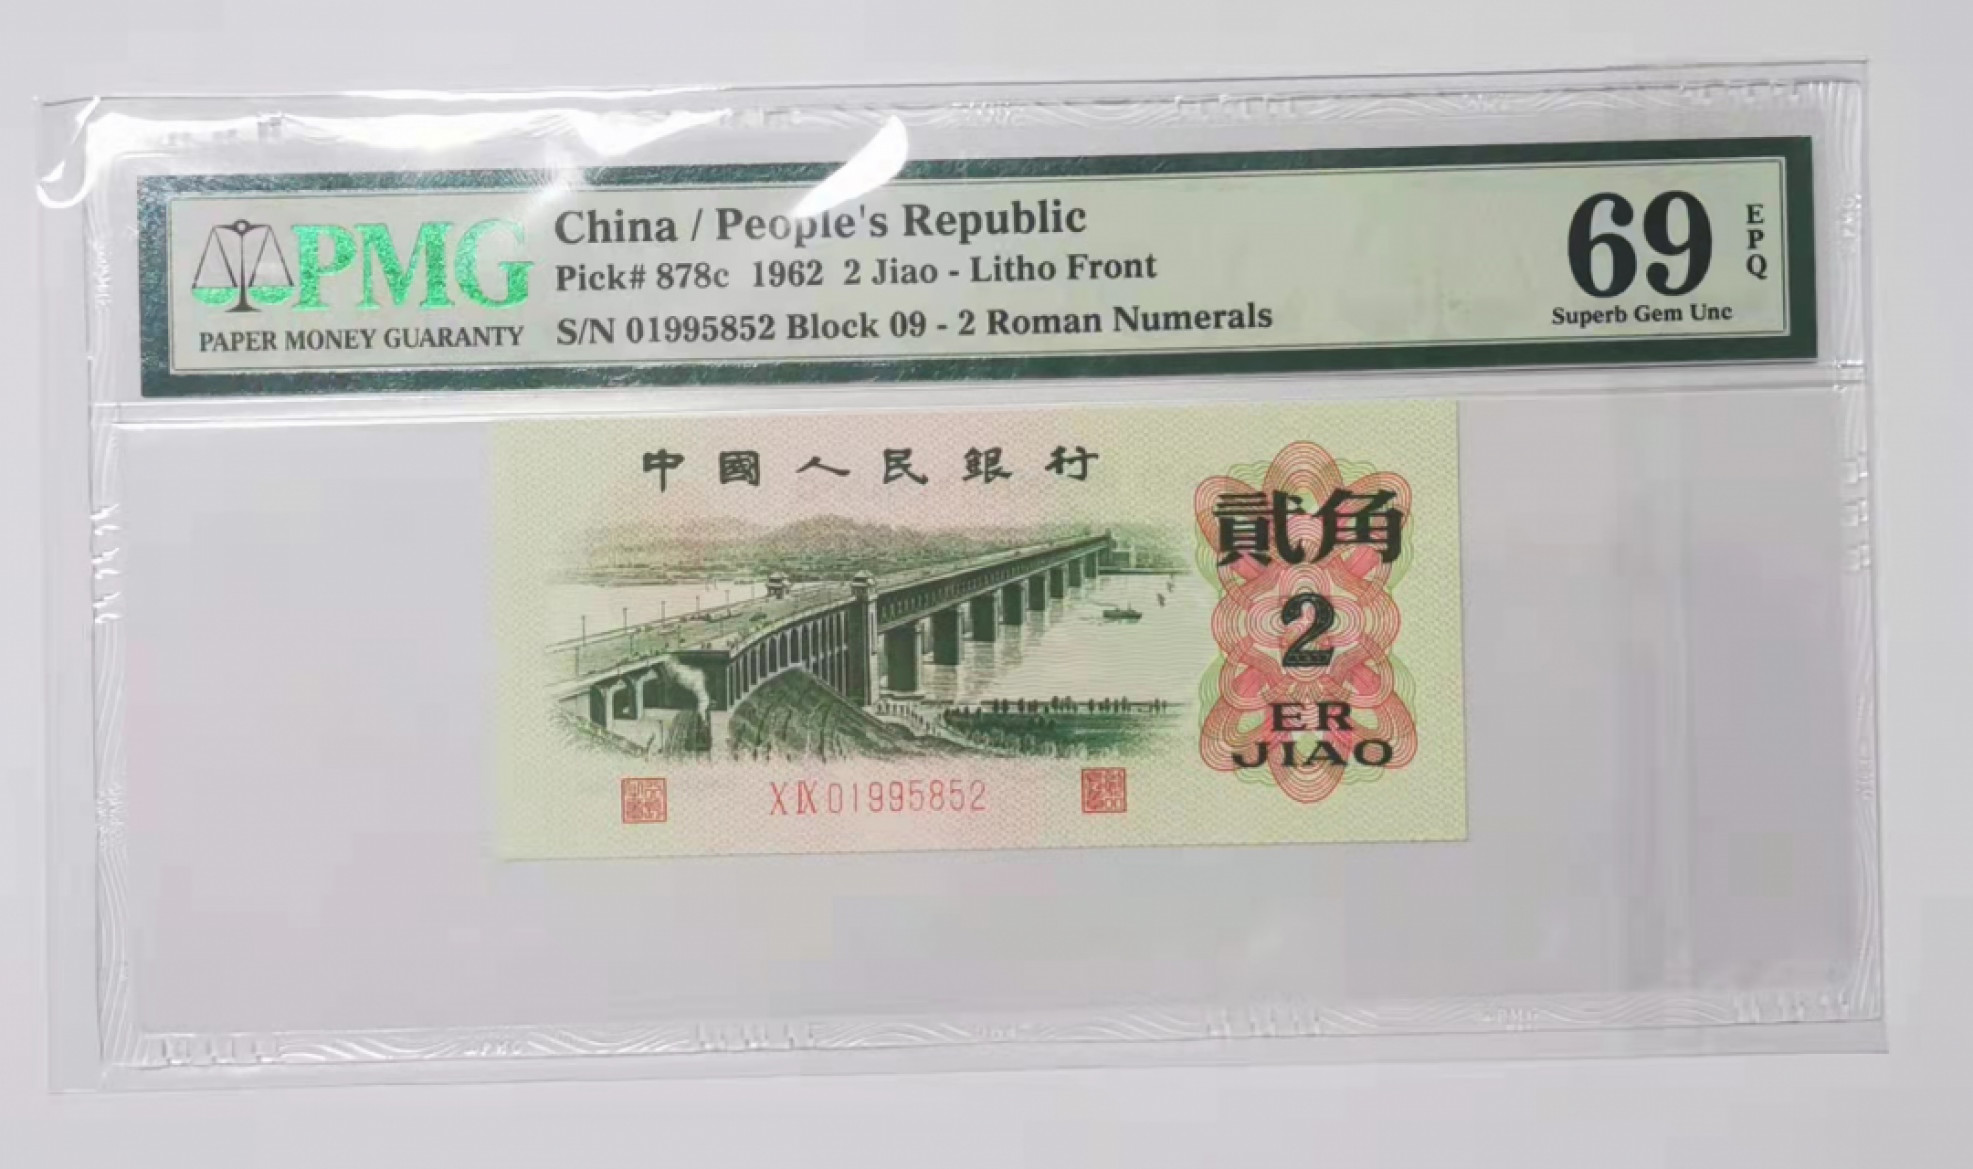 PMG
PAPER MONEY GUARANTY
China / People's Republic
Pick# 878c 1962 2 Jiao - Litho Front
S/N 01995852 Block 09 - 2 Roman Numerals
69
EPQ
Superb Gem Unc
中國人民銀行
貳角
2
ER
JIAO
X IX 01995852